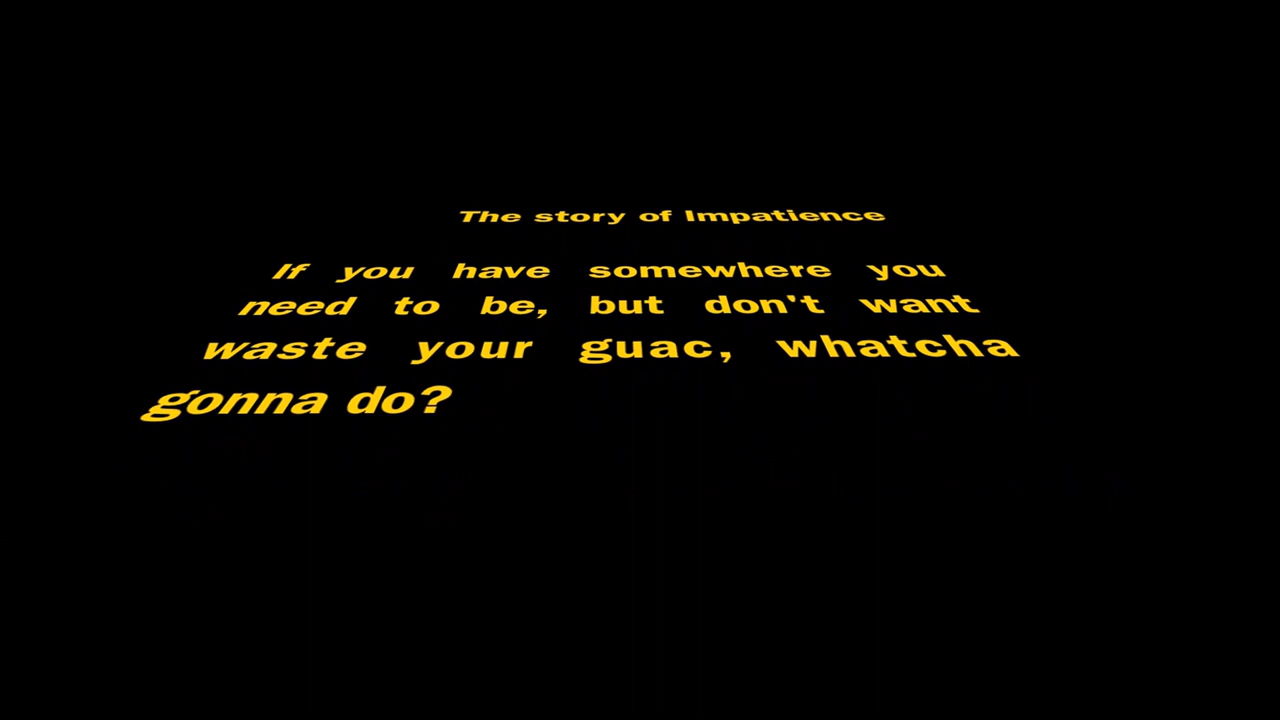 The story of Impatience
If you have somewhere you
need to be, but don't want
waste your guac, whatcha
gonna do?